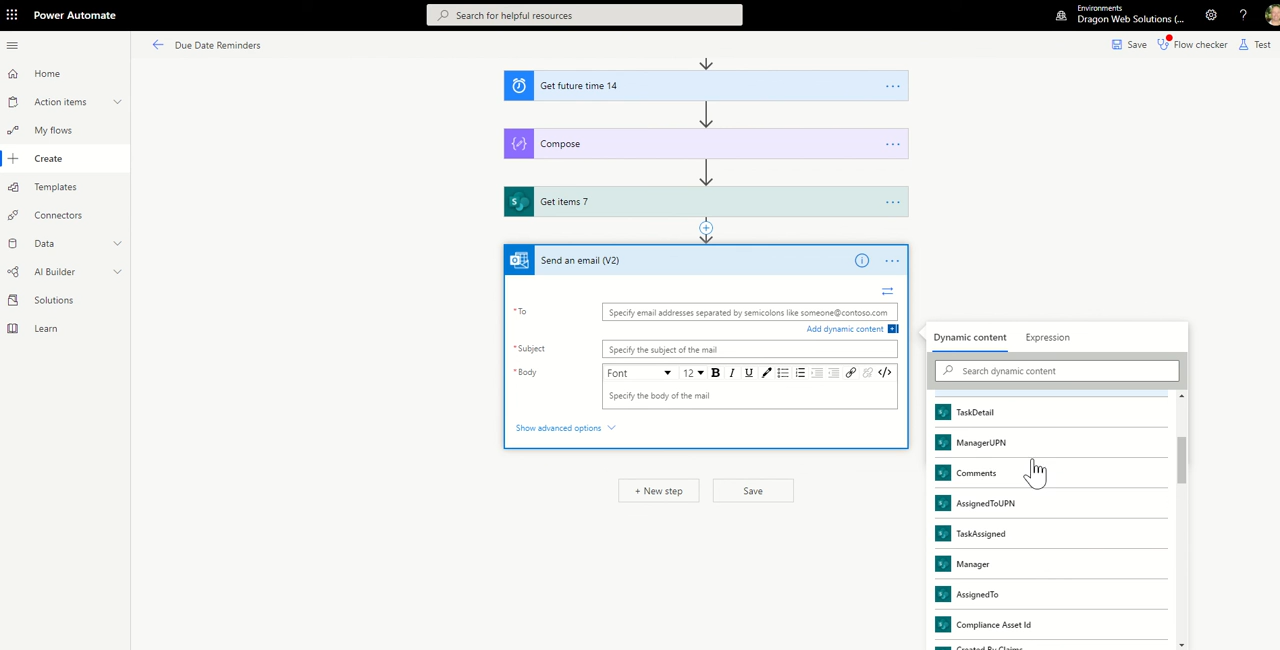 Power Automate
Search for helpful resources
Environments
Dragon Web Solutions (...
?
Due Date Reminders
Save
Flow checker
Test
Home
Action items
My flows
Create
Templates
Connectors
Data
AI Builder
Solutions
Learn
Get future time 14
Compose
Get items 7
Send an email (V2)
* To
Specify email addresses separated by semicolons like someone@contoso.com
Add dynamic content
* Subject
Specify the subject of the mail
* Body
Font 12 B I U </>
Specify the body of the mail
Show advanced options
+ New step
Save
Dynamic content Expression
Search dynamic content
TaskDetail
ManagerUPN
Comments
AssignedToUPN
TaskAssigned
Manager
AssignedTo
Compliance Asset Id
Created By Claims